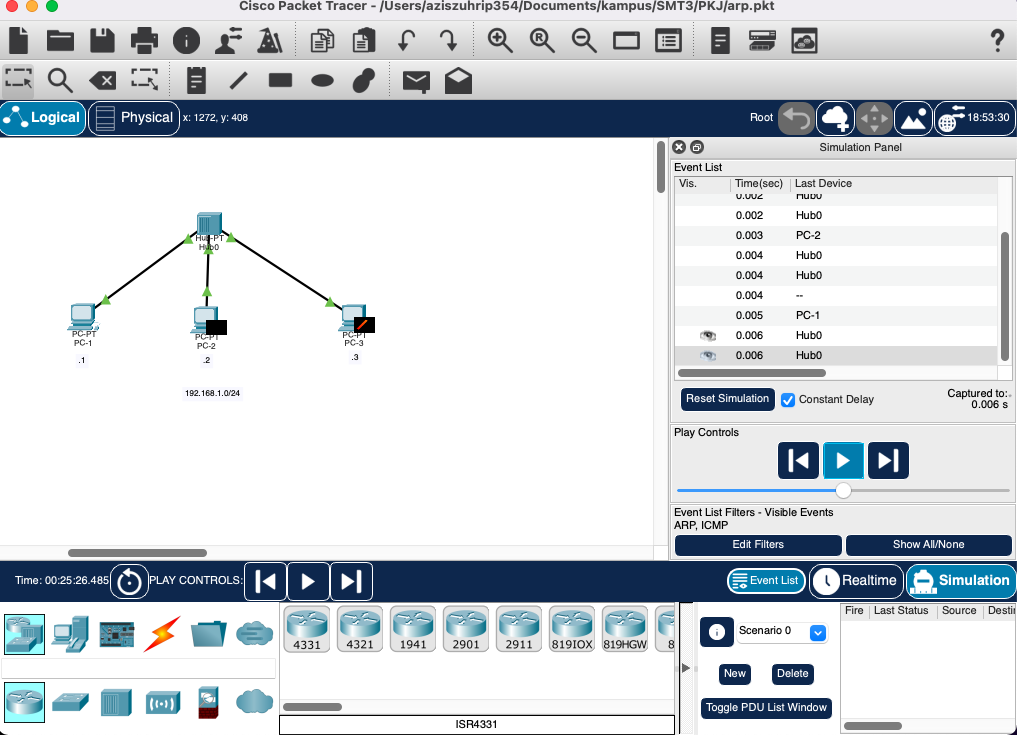 Cisco Packet Tracer - /Users/aziszuhrip354/Documents/kampus/SMT3/PKJ/arp.pkt
Logical
Physical
x: 1272, y: 408
Root
18:53:30
Simulation Panel
Event List
Vis. Time(sec) Last Device
0.002 Hub0
0.002 Hub0
0.003 PC-2
0.004 Hub0
0.004 Hub0
0.004 --
0.005 PC-1
0.006 Hub0
0.006 Hub0
Reset Simulation
Constant Delay
Captured to:
0.006 s
Play Controls
Event List Filters - Visible Events
ARP, ICMP
Edit Filters
Show All/None
Hub-PT
Hub0
PC-PT
PC-1
.1
PC-PT
PC-2
.2
PC-PT
PC-3
.3
192.168.1.0/24
Time: 00:25:26.485
PLAY CONTROLS:
Event List
Realtime
Simulation
4331
4321
1941
2901
2911
819IOX
819HGW
8
ISR4331
Scenario 0
New
Delete
Toggle PDU List Window
Fire Last Status Source Destin